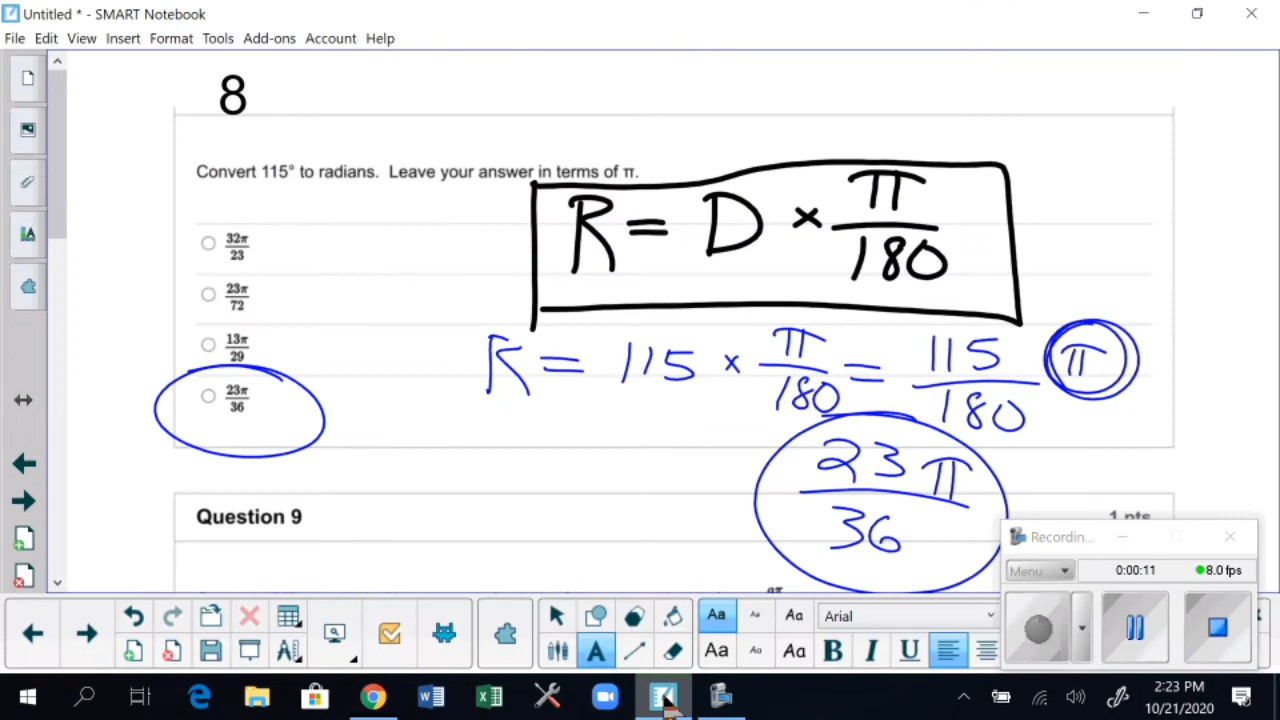 Untitled * - SMART Notebook
File Edit View Insert Format Tools Add-ons Account Help
8
Convert 115° to radians. Leave your answer in terms of π.
32π/23
23π/72
13π/29
23π/36
R = D × π/180
R = 115 × π/180 = 115/180 π
23π/36
Question 9
1 pts
Recordin...
Menu
0:00:11
8.0 fps
Aa Aa Aa Arial
Aa Aa Aa B I U
2:23 PM
10/21/2020